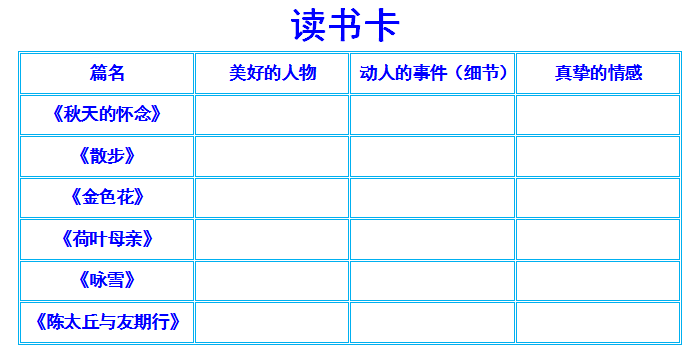 读书卡
篇名 美好的人物 动人的事件（细节） 真挚的情感
《秋天的怀念》
《散步》
《金色花》
《荷叶母亲》
《咏雪》
《陈太丘与友期行》